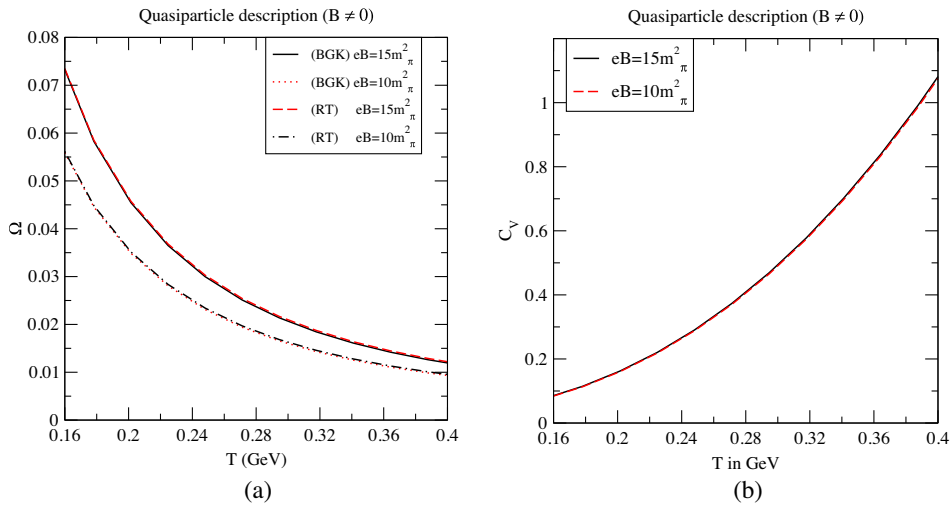 Quasiparticle description (B ≠ 0)
0.08
0.07
0.06
0.05
0.04
0.03
0.02
0.01
0
Ω
(BGK) eB=15m²π
(BGK) eB=10m²π
(RT) eB=15m²π
(RT) eB=10m²π
0.16 0.2 0.24 0.28 0.32 0.36 0.4
T (GeV)
(a)
Quasiparticle description (B ≠ 0)
1
0.8
0.6
0.4
0.2
0
C_V
eB=15m²π
eB=10m²π
0.16 0.2 0.24 0.28 0.32 0.36 0.4
T in GeV
(b)